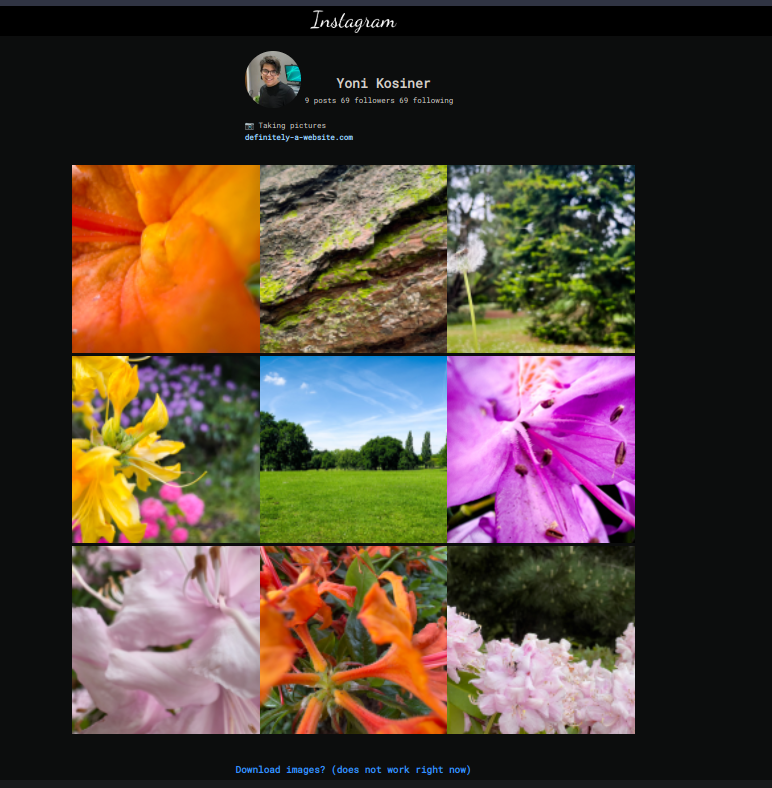 Instagram
Yoni Kosiner
9 posts 69 followers 69 following
📷 Taking pictures
definitely-a-website.com
Download images? (does not work right now)